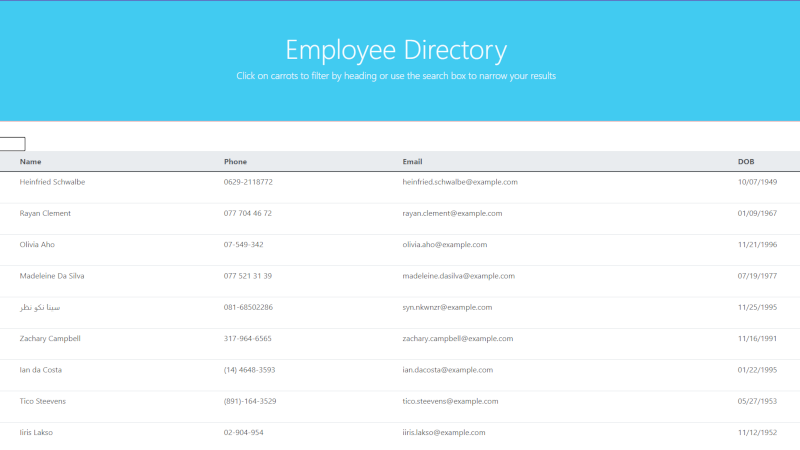 Employee Directory
Click on carrots to filter by heading or use the search box to narrow your results
Name Phone Email DOB
Heinfried Schwalbe 0629-2118772 heinfried.schwalbe@example.com 10/07/1949
Rayan Clement 077 704 46 72 rayan.clement@example.com 01/09/1967
Olivia Aho 07-549-342 olivia.aho@example.com 11/21/1996
Madeleine Da Silva 077 521 31 39 madeleine.dasilva@example.com 07/19/1977
سينا نكو نظر 081-68502286 syn.nkwnzr@example.com 11/25/1995
Zachary Campbell 317-964-6565 zachary.campbell@example.com 11/16/1991
Ian da Costa (14) 4648-3593 ian.dacosta@example.com 01/22/1995
Tico Steevens (891)-164-3529 tico.steevens@example.com 05/27/1953
Iiris Lakso 02-904-954 iiris.lakso@example.com 11/12/1952